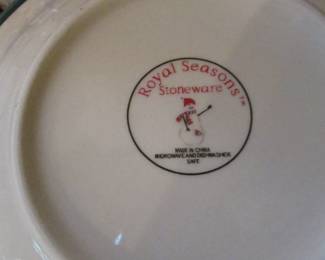 Royal Seasons™
Stoneware
MADE IN CHINA
MICROWAVE AND DISHWASHER
SAFE